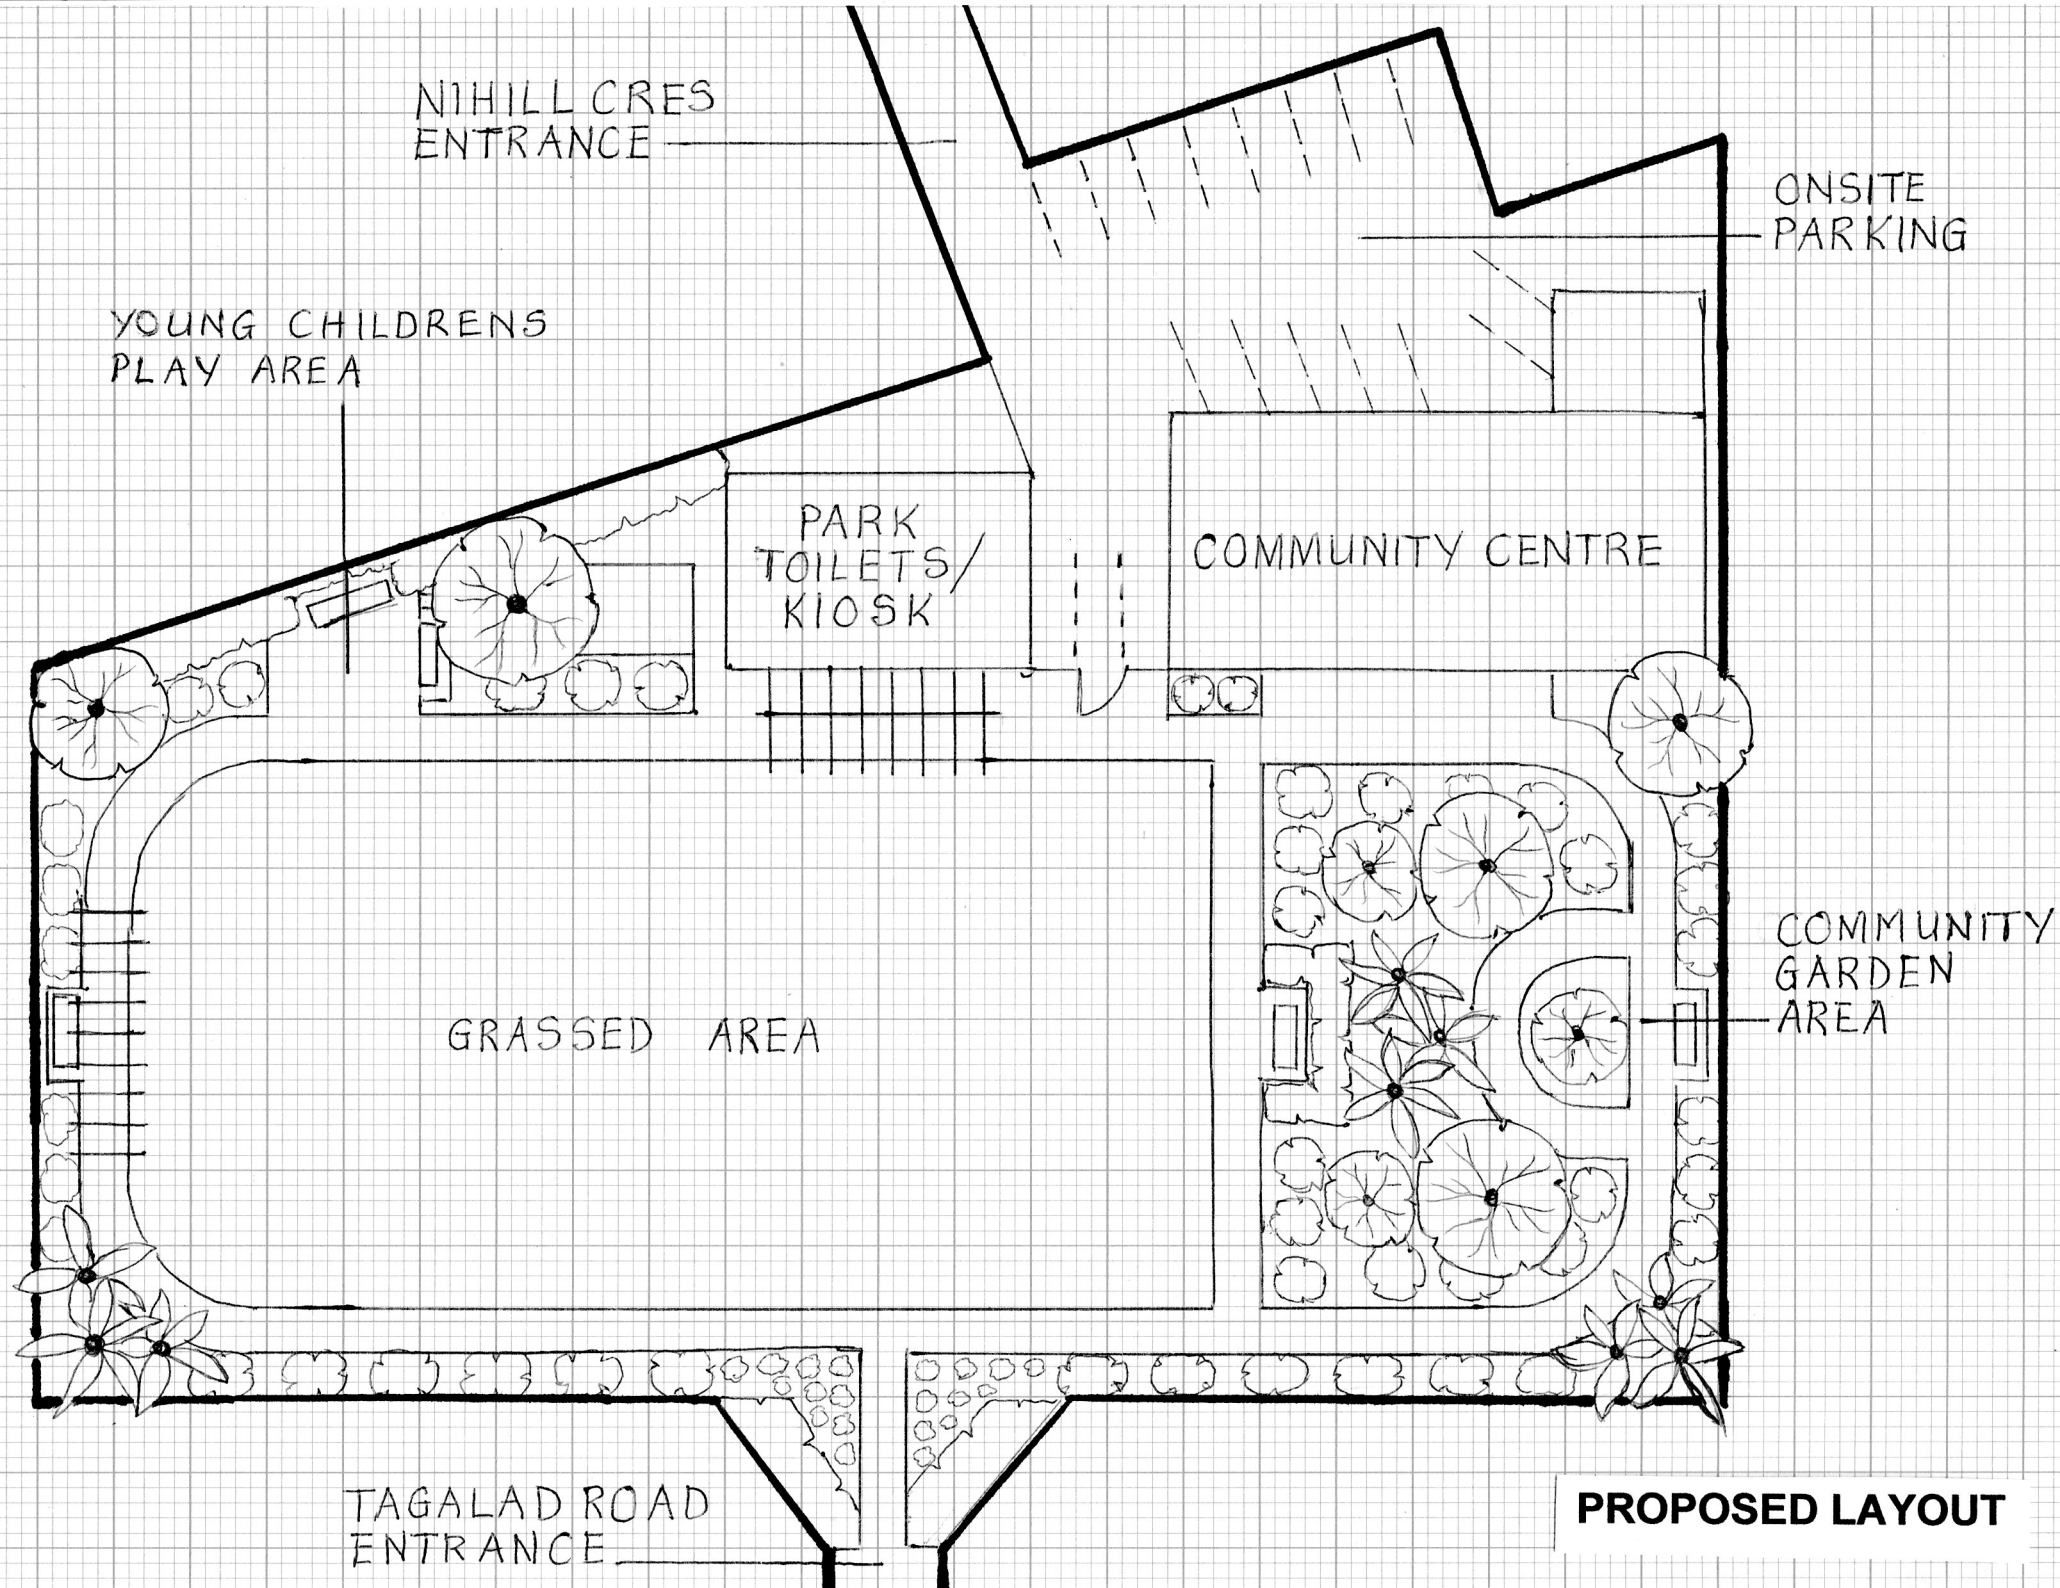 NIHILL CRES
ENTRANCE
ONSITE
PARKING
YOUNG CHILDRENS
PLAY AREA
PARK
TOILETS/
KIOSK
COMMUNITY CENTRE
COMMUNITY
GARDEN
AREA
GRASSED AREA
TAGALAD ROAD
ENTRANCE
PROPOSED LAYOUT